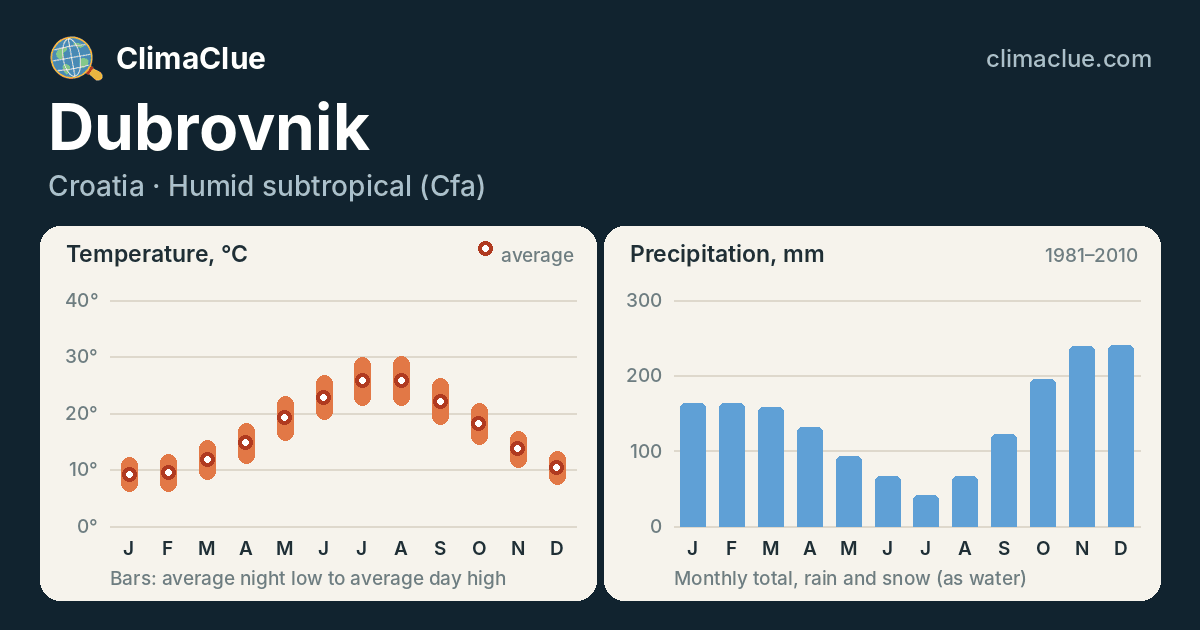 ClimaClue
climaclue.com
Dubrovnik
Croatia · Humid subtropical (Cfa)
Temperature, °C
average
40°
30°
20°
10°
0°
J F M A M J J A S O N D
Bars: average night low to average day high
Precipitation, mm
1981–2010
300
200
100
0
J F M A M J J A S O N D
Monthly total, rain and snow (as water)